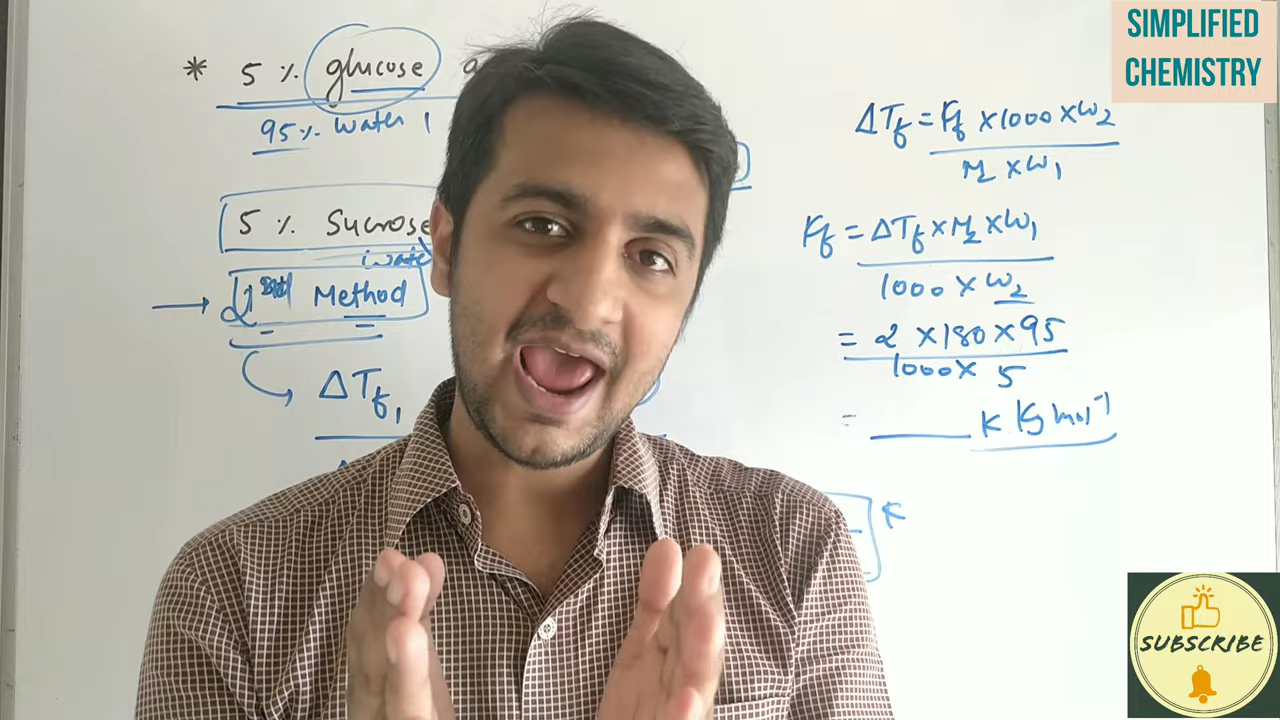 SIMPLIFIED
CHEMISTRY
* 5 % glucose
95% water
5 % Sucrose
Method
ΔTf₁
ΔTf = Kf × 1000 × W₂
M₂ × W₁
Kf = ΔTf × M₂ × W₁
1000 × W₂
= 2 × 180 × 95
1000 × 5
= ____ K Kg mol⁻¹
K
SUBSCRIBE